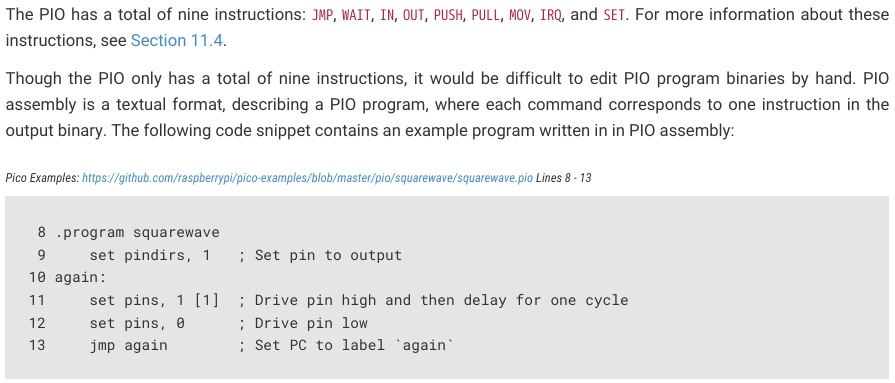 The PIO has a total of nine instructions: JMP, WAIT, IN, OUT, PUSH, PULL, MOV, IRQ, and SET. For more information about these
instructions, see Section 11.4.
Though the PIO only has a total of nine instructions, it would be difficult to edit PIO program binaries by hand. PIO
assembly is a textual format, describing a PIO program, where each command corresponds to one instruction in the
output binary. The following code snippet contains an example program written in in PIO assembly:
Pico Examples: https://github.com/raspberrypi/pico-examples/blob/master/pio/squarewave/squarewave.pio Lines 8 - 13
8 .program squarewave
9     set pindirs, 1   ; Set pin to output
10 again:
11     set pins, 1 [1]  ; Drive pin high and then delay for one cycle
12     set pins, 0      ; Drive pin low
13     jmp again        ; Set PC to label `again`